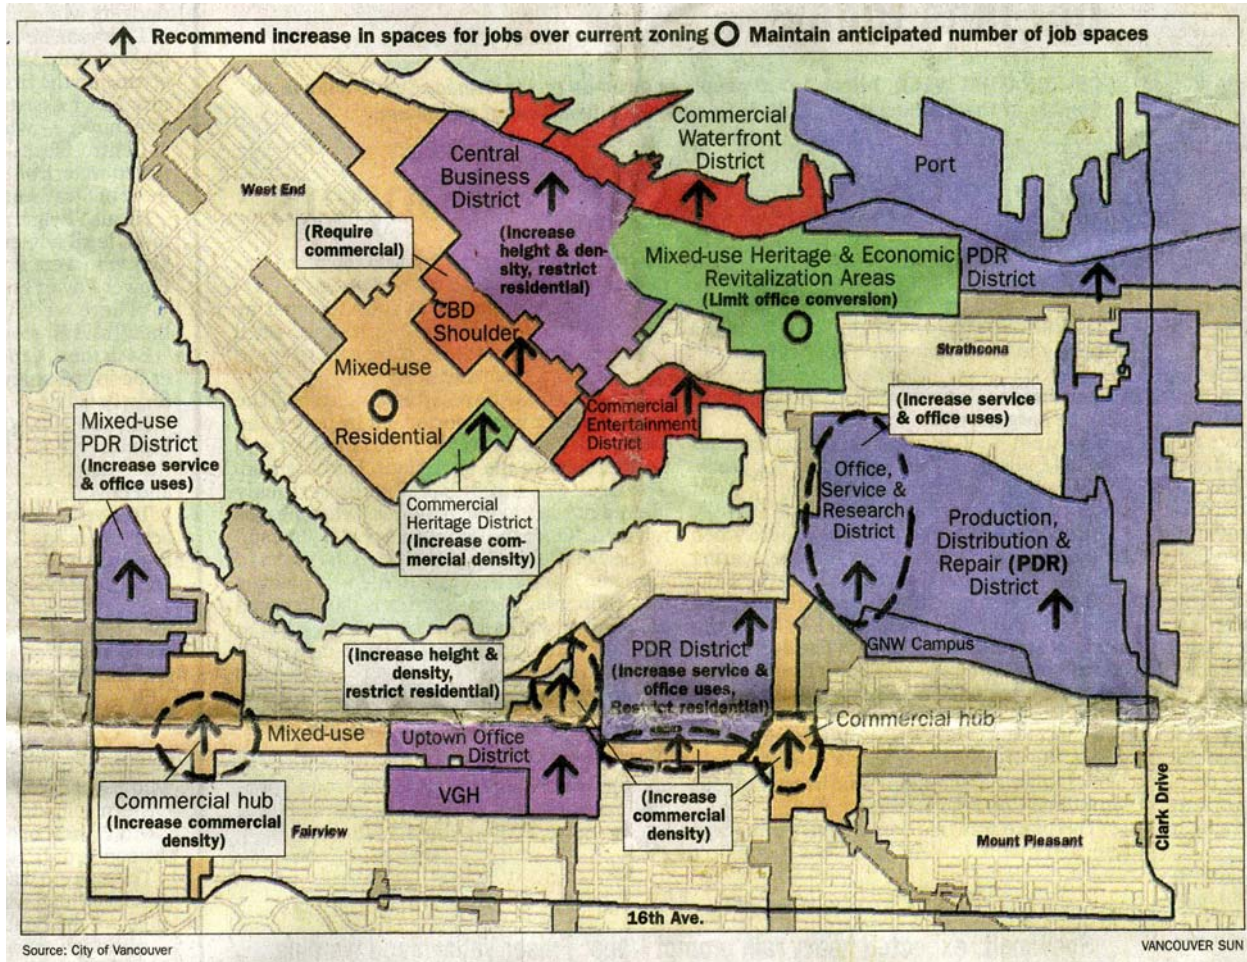 Recommend increase in spaces for jobs over current zoning
Maintain anticipated number of job spaces
Commercial
Waterfront
District
Port
Central
Business
District
West End
(Require
commercial)
(Increase
height & den-
sity, restrict
residential)
Mixed-use Heritage & Economic
Revitalization Areas
(Limit office conversion)
PDR
District
CBD
Shoulder
Strathcona
Mixed-use
Residential
(Increase service
& office uses)
Mixed-use
PDR District
(Increase service
& office uses)
Commercial
Entertainment
District
Office,
Service &
Research
District
Commercial
Heritage District
(Increase com-
mercial density)
Production,
Distribution &
Repair (PDR)
District
(Increase height &
density,
restrict residential)
PDR District
(Increase service &
office uses,
Restrict residential)
GNW Campus
Commercial hub
Mixed-use
Uptown Office
District
VGH
Commercial hub
(Increase commercial
density)
(Increase
commercial
density)
Fairview
Mount Pleasant
Clark Drive
16th Ave.
Source: City of Vancouver
VANCOUVER SUN